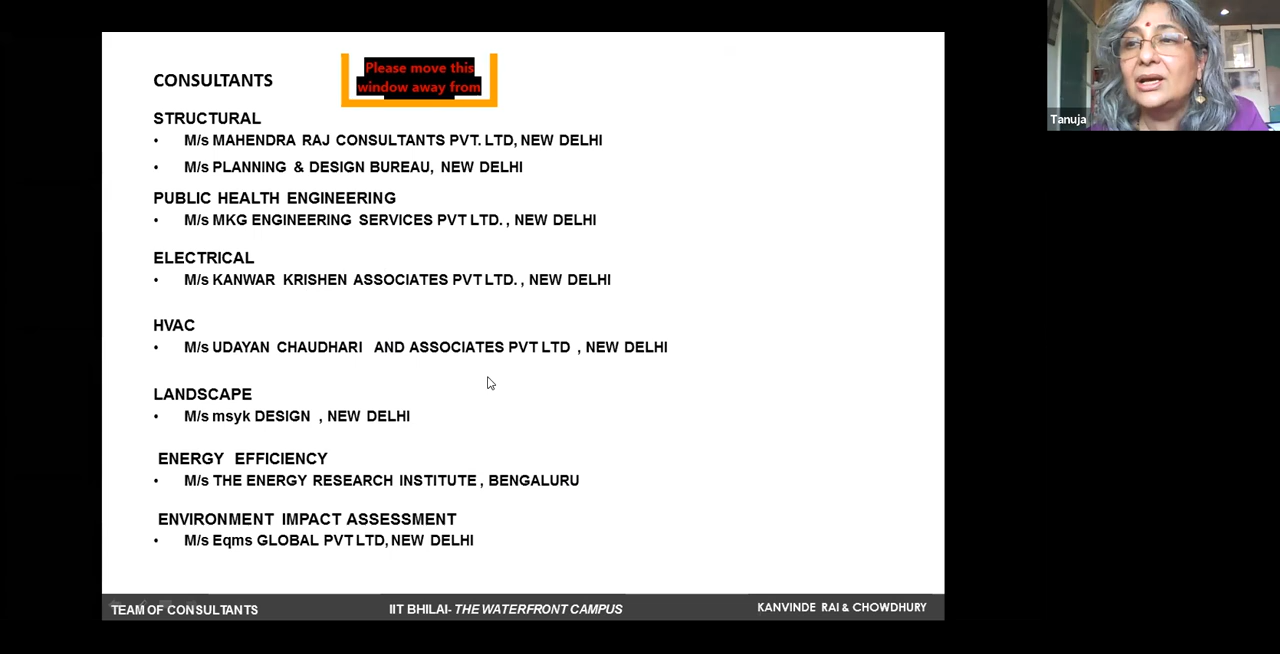 CONSULTANTS
Please move this
window away from
STRUCTURAL
• M/s MAHENDRA RAJ CONSULTANTS PVT. LTD, NEW DELHI
• M/s PLANNING & DESIGN BUREAU, NEW DELHI
PUBLIC HEALTH ENGINEERING
• M/s MKG ENGINEERING SERVICES PVT LTD. , NEW DELHI
ELECTRICAL
• M/s KANWAR KRISHEN ASSOCIATES PVT LTD. , NEW DELHI
HVAC
• M/s UDAYAN CHAUDHARI AND ASSOCIATES PVT LTD , NEW DELHI
LANDSCAPE
• M/s msyk DESIGN , NEW DELHI
ENERGY EFFICIENCY
• M/s THE ENERGY RESEARCH INSTITUTE , BENGALURU
ENVIRONMENT IMPACT ASSESSMENT
• M/s Eqms GLOBAL PVT LTD, NEW DELHI
TEAM OF CONSULTANTS
IIT BHILAI- THE WATERFRONT CAMPUS
KANVINDE RAI & CHOWDHURY
Tanuja